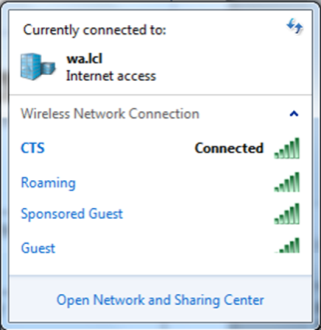 Currently connected to:
wa.lcl
Internet access
Wireless Network Connection
CTS Connected
Roaming
Sponsored Guest
Guest
Open Network and Sharing Center